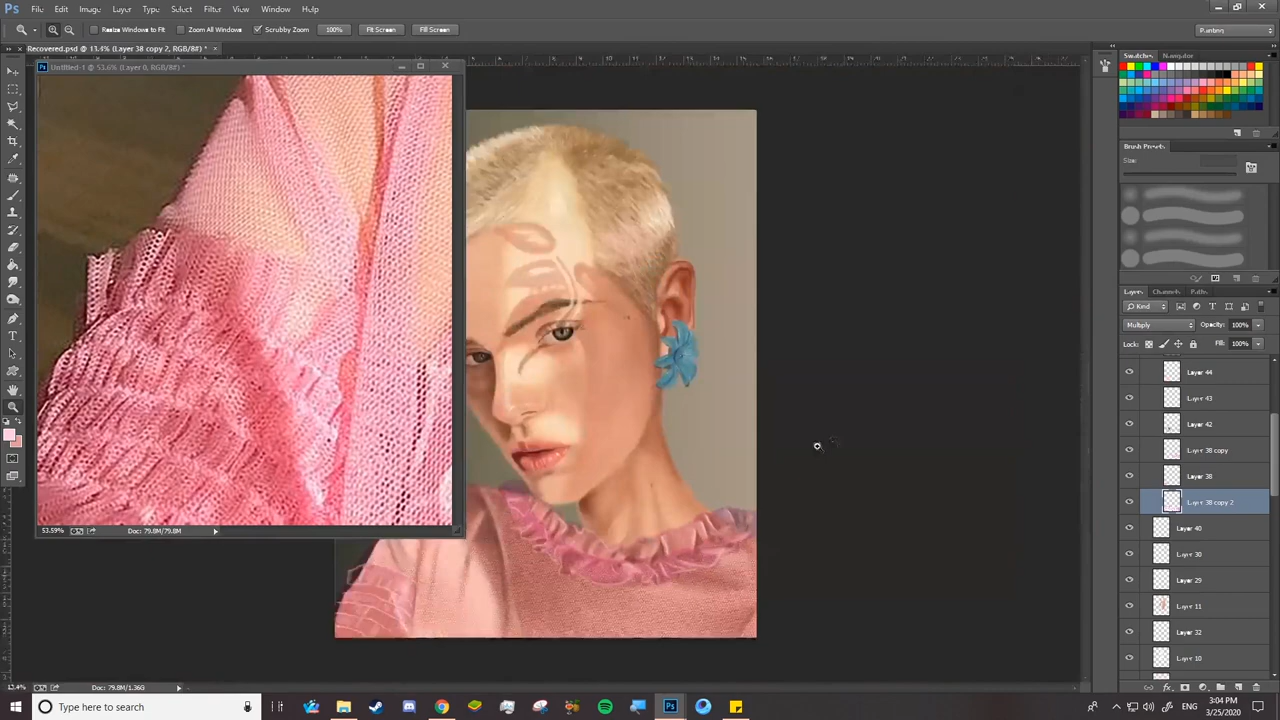 Ps File Edit Image Layer Type Select Filter View Window Help
Resize Windows to Fit Zoom All Windows Scrubby Zoom 100% Fit Screen Fill Screen Painting
Recovered.psd @ 13.4% (Layer 38 copy 2, RGB/8#) *
Untitled-1 @ 53.6% (Layer 0, RGB/8#) *
Swatches Navigator
Brush Presets
Size:
Layers Channels Paths
Kind
Multiply Opacity: 100%
Lock: Fill: 100%
Layer 44
Layer 43
Layer 42
Layer 38 copy
Layer 38
Layer 38 copy 2
Layer 40
Layer 30
Layer 29
Layer 11
Layer 32
Layer 10
53.59% Doc: 79.8M/79.8M
13.4% Doc: 79.8M/1.36G
Type here to search
3:04 PM
3/25/2020